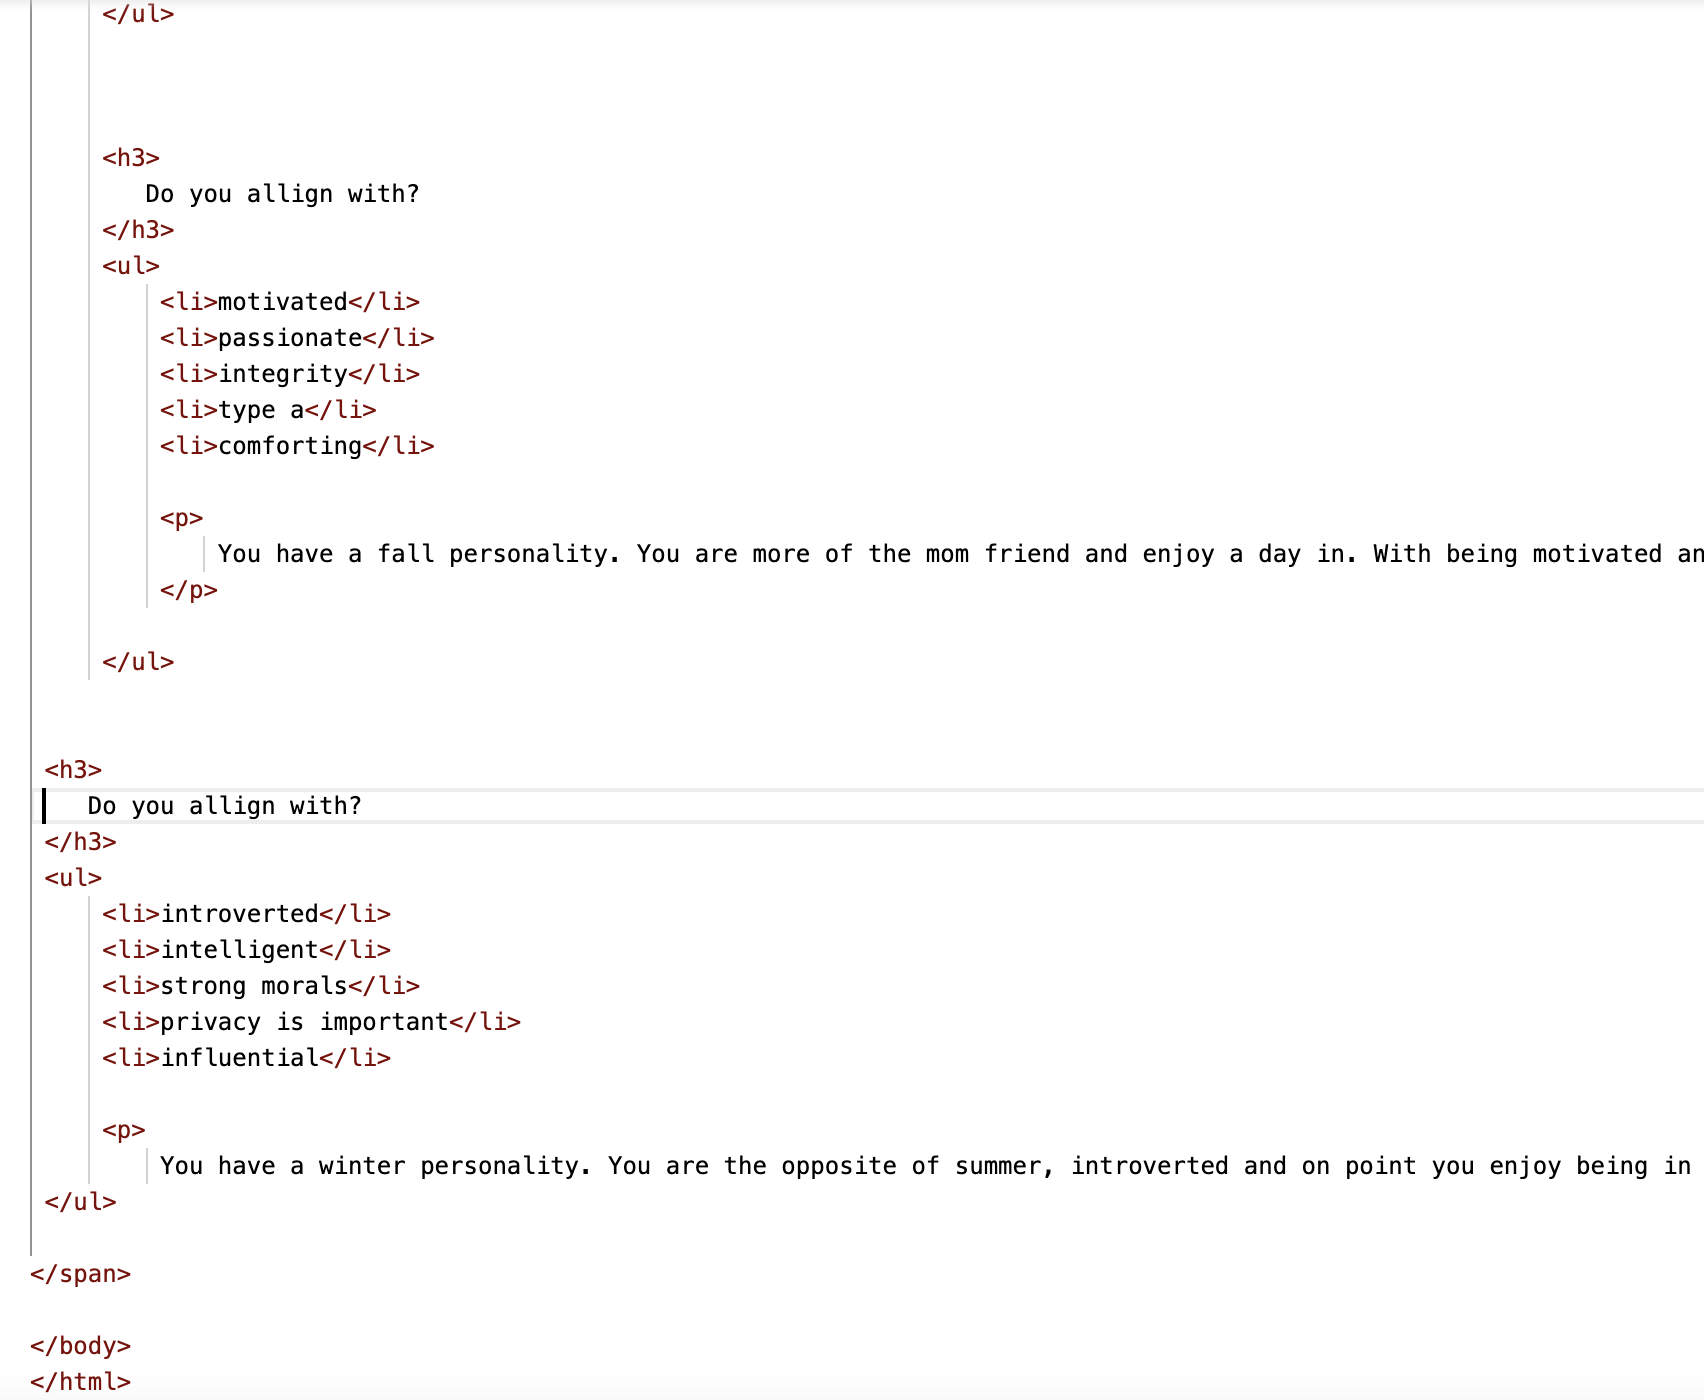 </ul>
<h3>
Do you allign with?
</h3>
<ul>
<li>motivated</li>
<li>passionate</li>
<li>integrity</li>
<li>type a</li>
<li>comforting</li>
<p>
You have a fall personality. You are more of the mom friend and enjoy a day in. With being motivated an
</p>
</ul>
<h3>
Do you allign with?
</h3>
<ul>
<li>introverted</li>
<li>intelligent</li>
<li>strong morals</li>
<li>privacy is important</li>
<li>influential</li>
<p>
You have a winter personality. You are the opposite of summer, introverted and on point you enjoy being in
</ul>
</span>
</body>
</html>